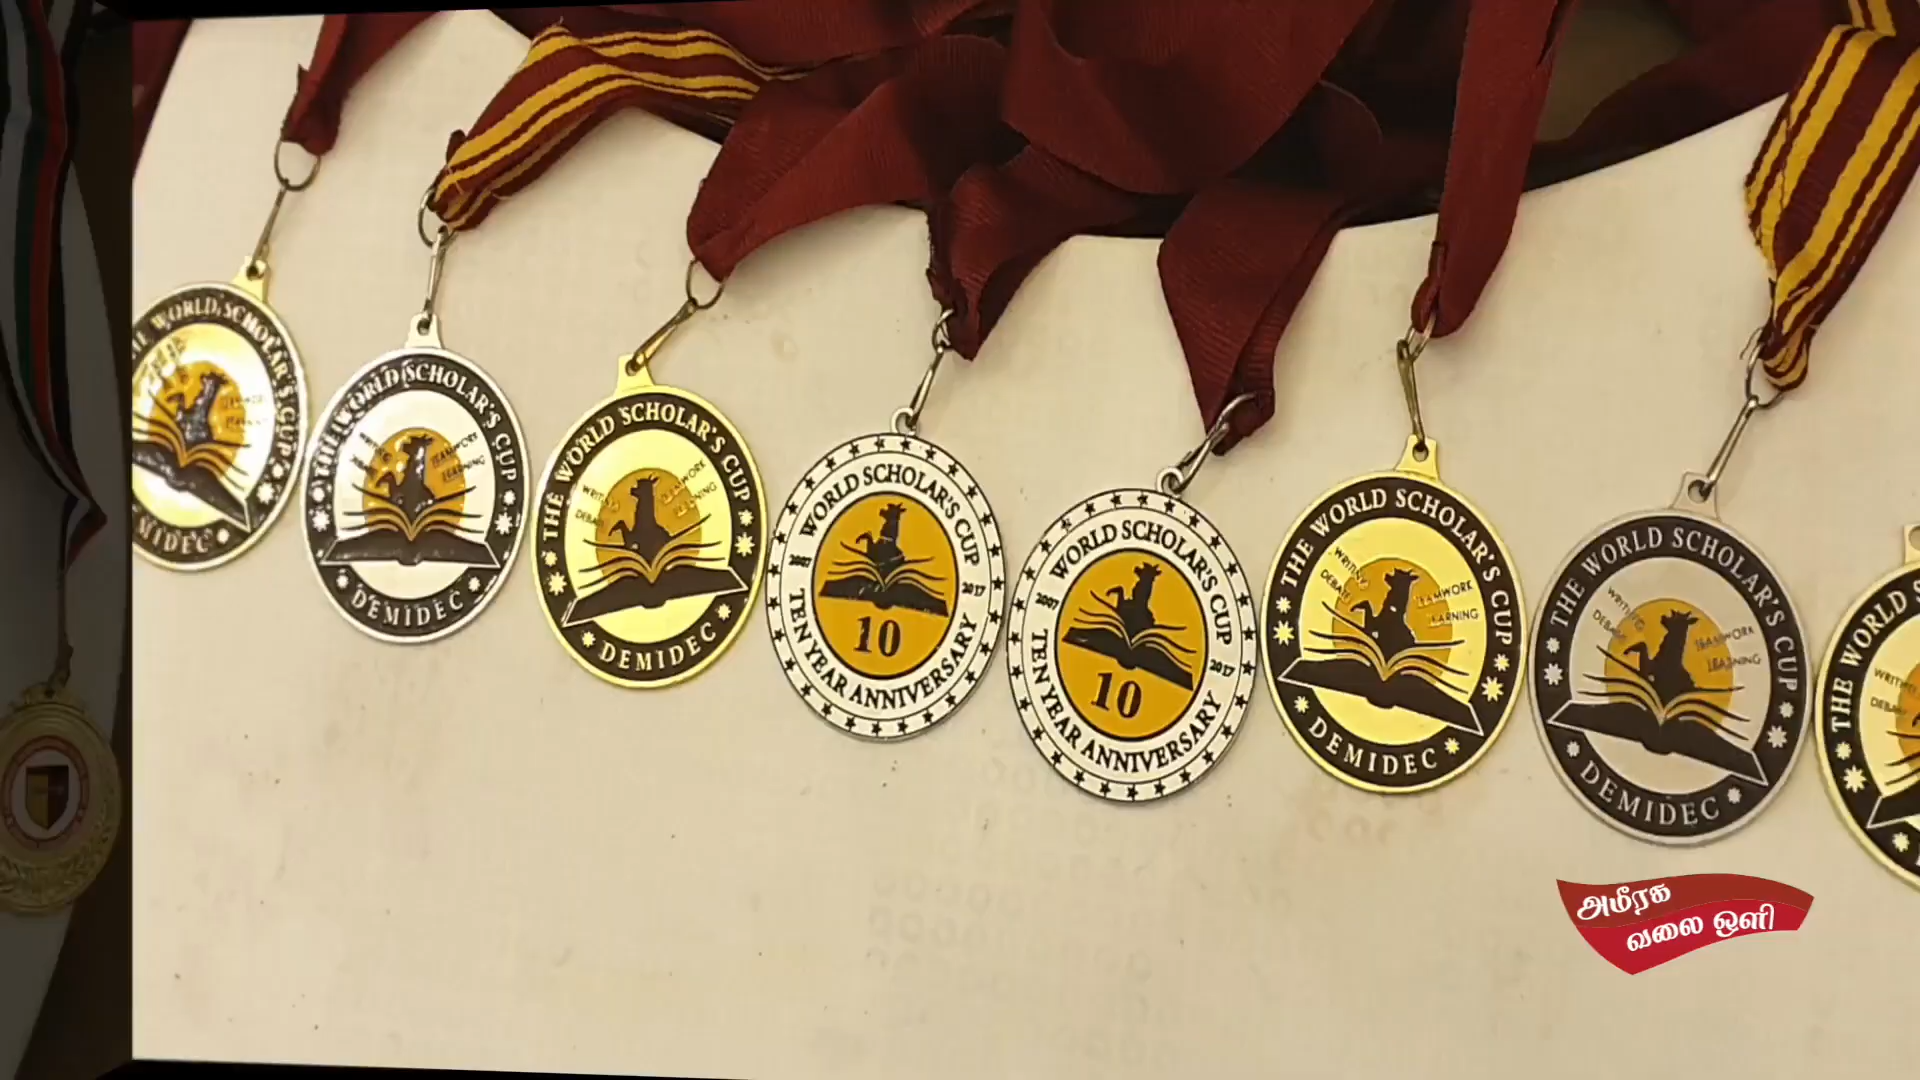 THE WORLD SCHOLAR'S CUP
DEMIDEC
THE WORLD SCHOLAR'S CUP
WRITING
DEBATE
TEAMWORK
LEARNING
DEMIDEC
THE WORLD SCHOLAR'S CUP
WRITING
DEBATE
TEAMWORK
LEARNING
DEMIDEC
WORLD SCHOLAR'S CUP
2007
2017
10
TEN YEAR ANNIVERSARY
WORLD SCHOLAR'S CUP
2007
2017
10
TEN YEAR ANNIVERSARY
THE WORLD SCHOLAR'S CUP
WRITING
DEBATE
TEAMWORK
LEARNING
DEMIDEC
THE WORLD SCHOLAR'S CUP
WRITING
DEBATE
TEAMWORK
LEARNING
DEMIDEC
THE WORLD
WRITING
அமீரக
வலை ஒளி